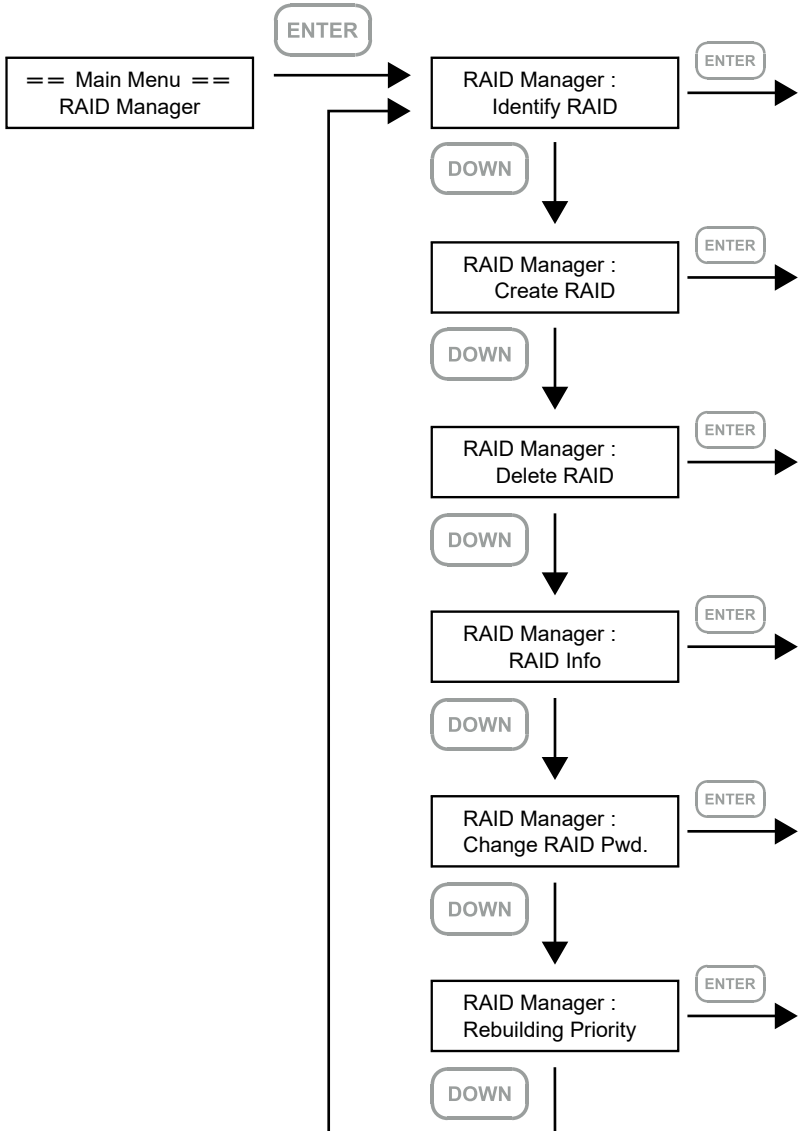 ENTER
== Main Menu ==
RAID Manager
RAID Manager :
Identify RAID
ENTER
DOWN
RAID Manager :
Create RAID
ENTER
DOWN
RAID Manager :
Delete RAID
ENTER
DOWN
RAID Manager :
RAID Info
ENTER
DOWN
RAID Manager :
Change RAID Pwd.
ENTER
DOWN
RAID Manager :
Rebuilding Priority
ENTER
DOWN